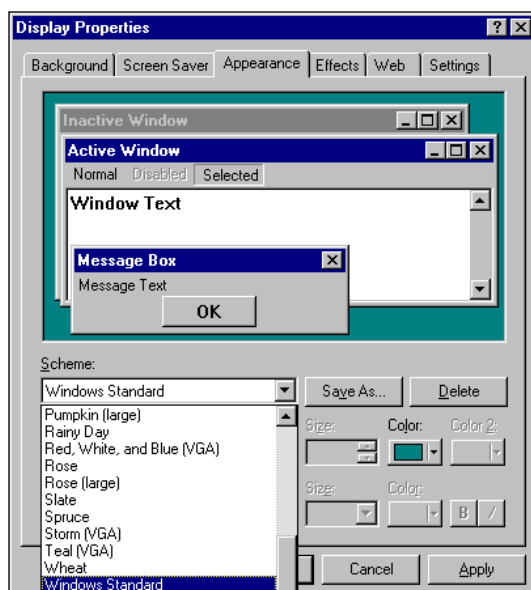 Display Properties
Background Screen Saver Appearance Effects Web Settings
Inactive Window
Active Window
Normal Disabled Selected
Window Text
Message Box
Message Text
OK
Scheme:
Windows Standard Save As... Delete
Pumpkin (large)
Rainy Day
Red, White, and Blue (VGA)
Rose
Rose (large)
Slate
Spruce
Storm (VGA)
Teal (VGA)
Wheat
Windows Standard
Size: Color: Color 2:
Size: Color:
B /
Cancel Apply